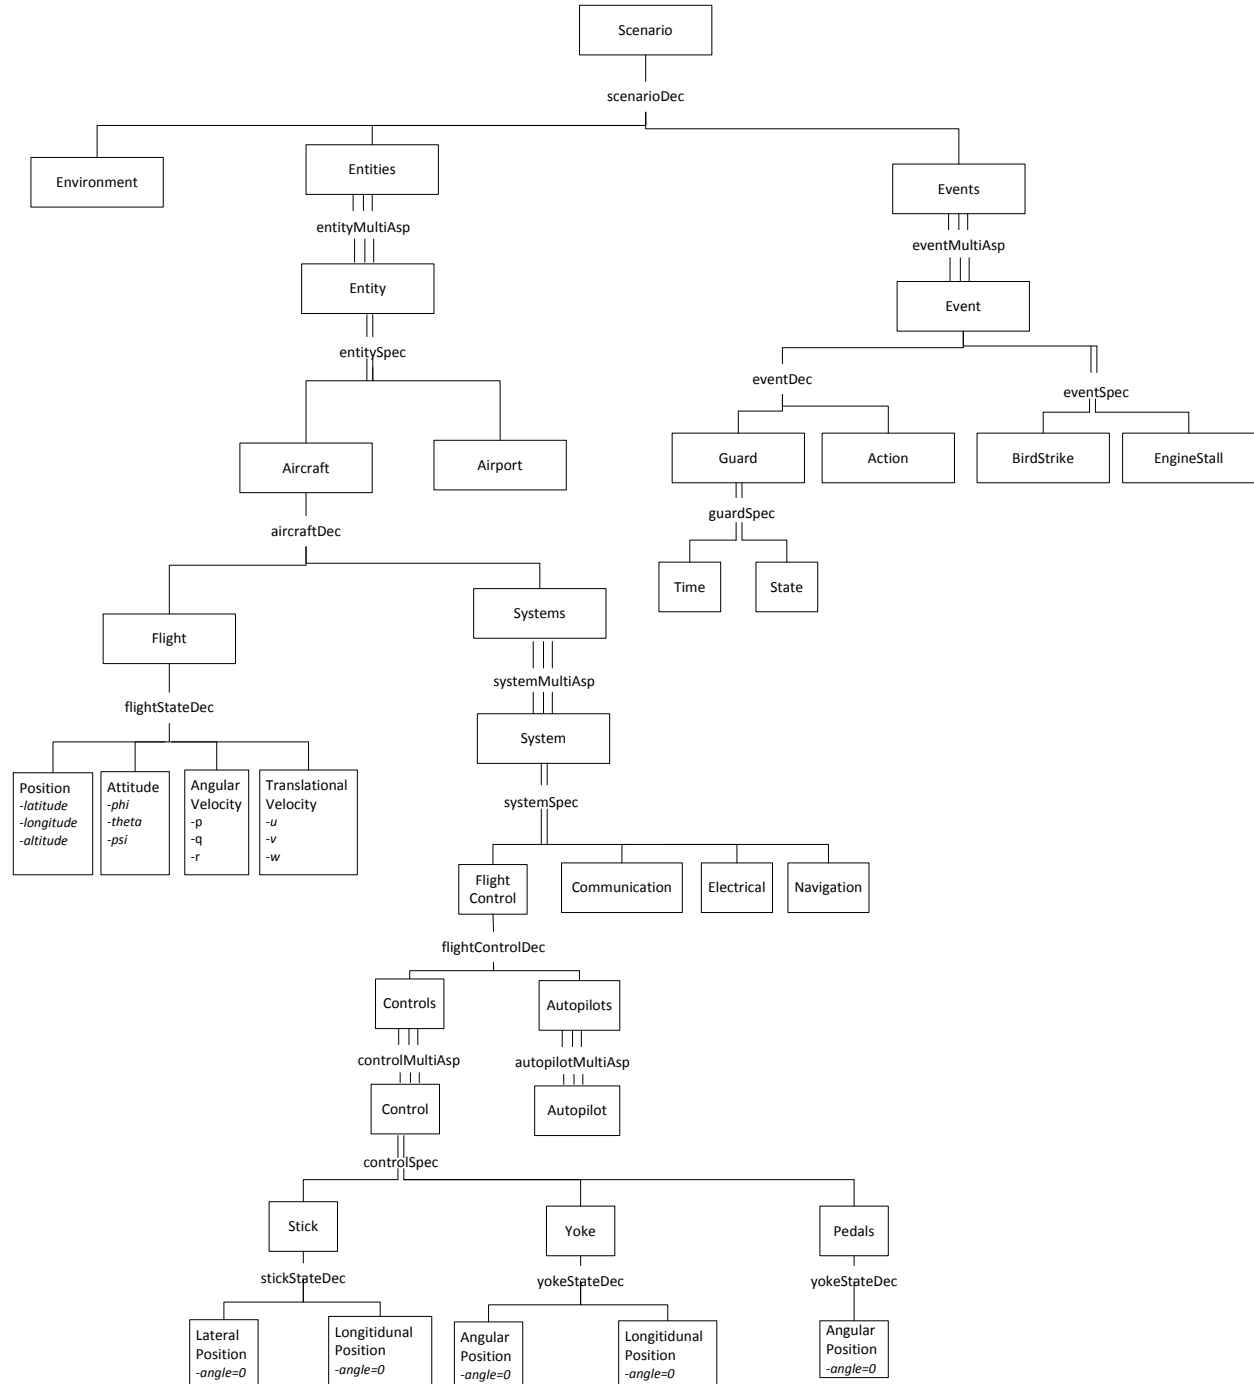 Scenario
scenarioDec
Environment
Entities
Events
entityMultiAsp
eventMultiAsp
Entity
Event
entitySpec
eventDec
eventSpec
Aircraft
Airport
Guard
Action
BirdStrike
EngineStall
aircraftDec
guardSpec
Time
State
Flight
Systems
flightStateDec
systemMultiAsp
System
Position
-latitude
-longitude
-altitude
Attitude
-phi
-theta
-psi
Angular
Velocity
-p
-q
-r
Translational
Velocity
-u
-v
-w
systemSpec
Flight
Control
Communication
Electrical
Navigation
flightControlDec
Controls
Autopilots
controlMultiAsp
autopilotMultiAsp
Control
Autopilot
controlSpec
Stick
Yoke
Pedals
stickStateDec
yokeStateDec
yokeStateDec
Lateral
Position
-angle=0
Longitidunal
Position
-angle=0
Angular
Position
-angle=0
Longitidunal
Position
-angle=0
Angular
Position
-angle=0